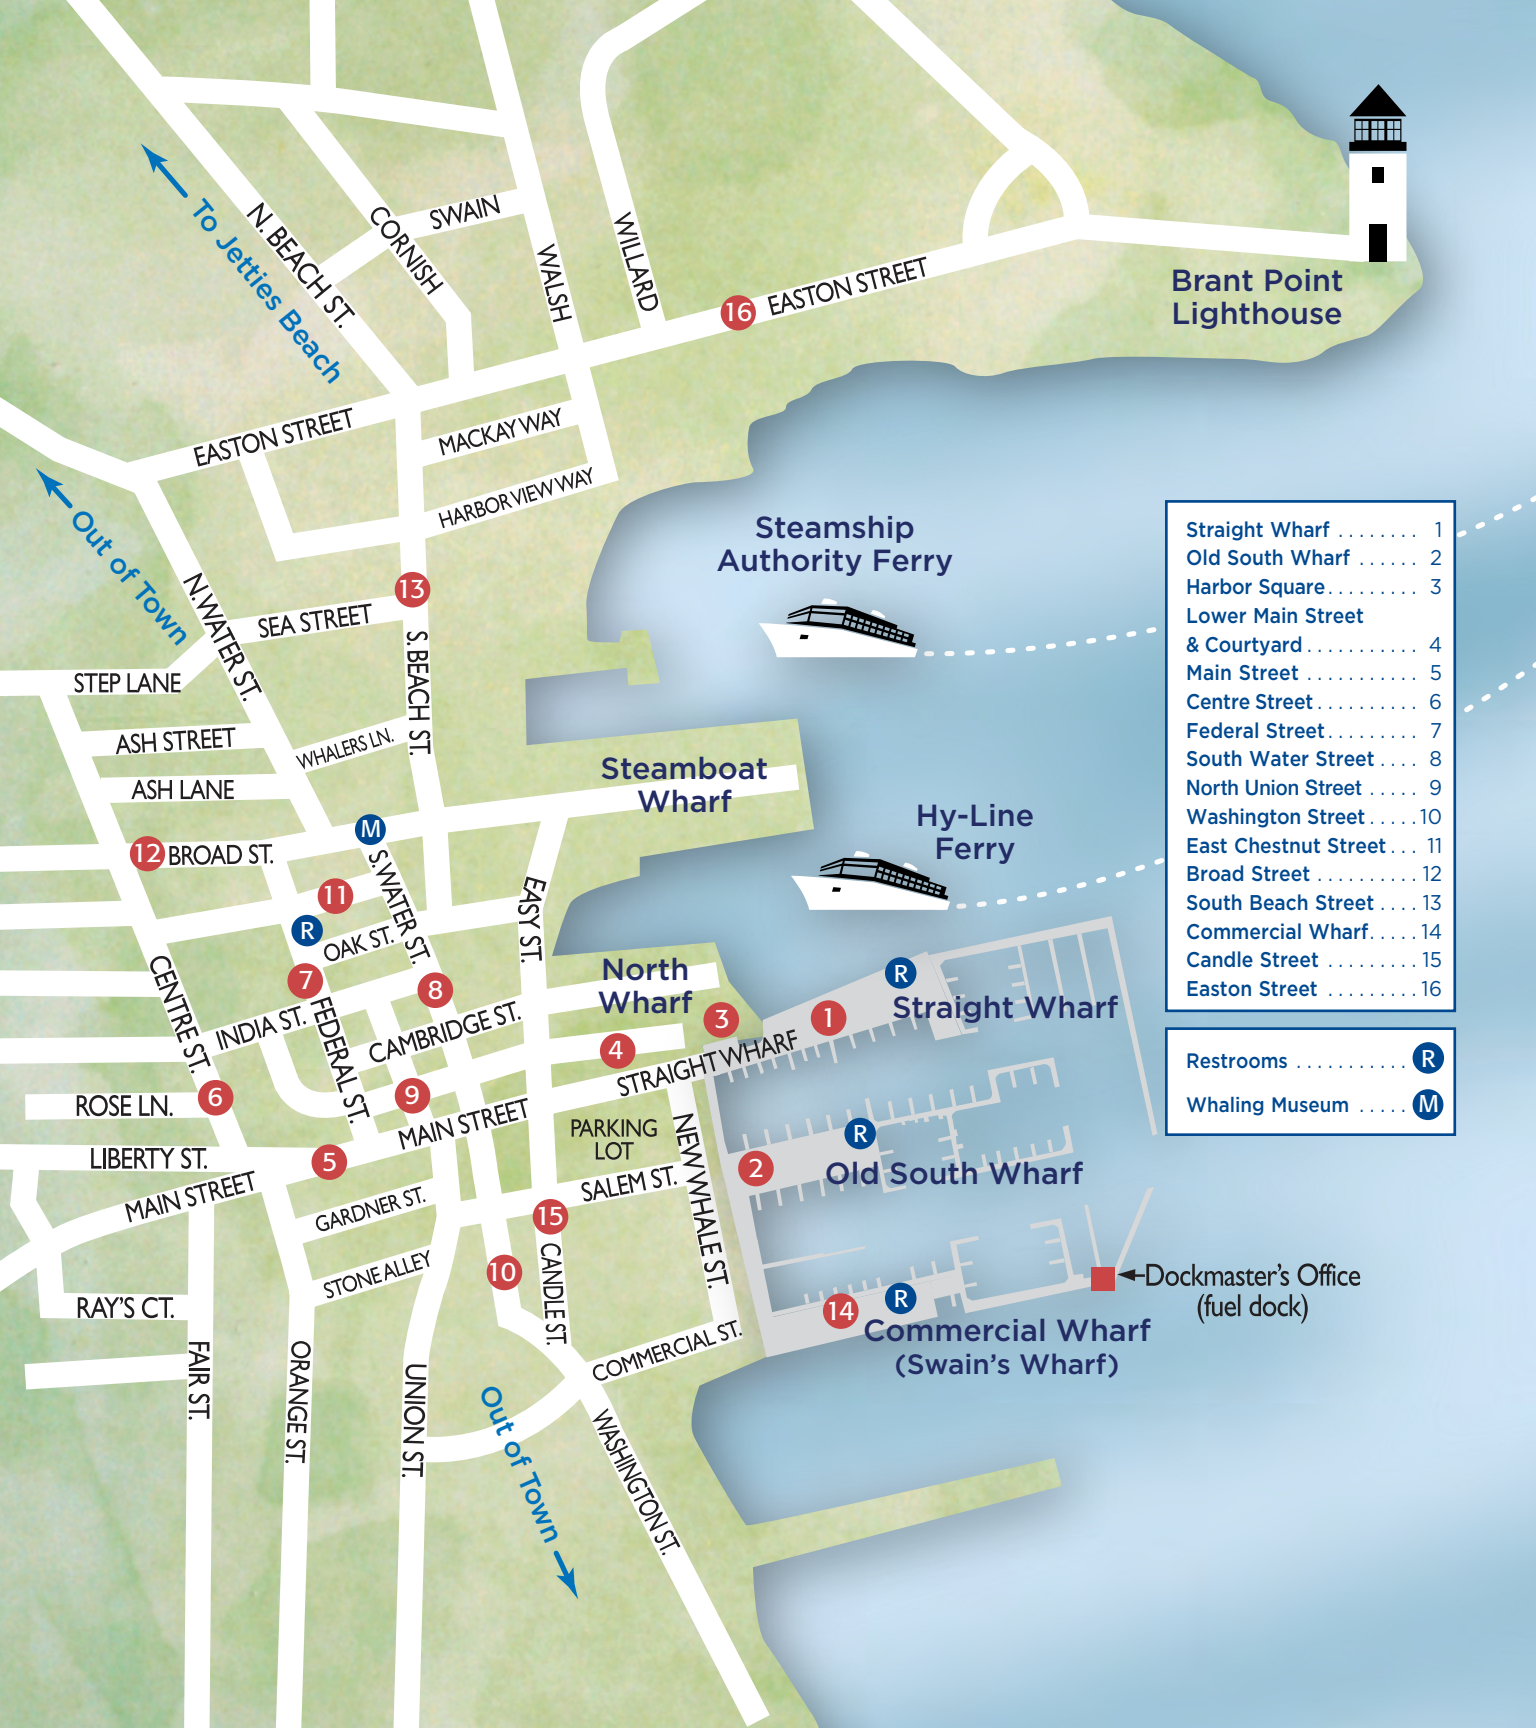 To Jetties Beach
N. BEACH ST.
CORNISH
SWAIN
WALSH
WILLARD
16
EASTON STREET
Brant Point
Lighthouse
EASTON STREET
MACKAY WAY
HARBOR VIEW WAY
Out of Town
N. WATER ST.
SEA STREET
13
S. BEACH ST.
STEP LANE
ASH STREET
WHALERS LN.
ASH LANE
Steamship
Authority Ferry
Steamboat
Wharf
Hy-Line
Ferry
12
BROAD ST.
M
S. WATER ST.
11
R
OAK ST.
EASY ST.
CENTRE ST.
7
FEDERAL ST.
8
INDIA ST.
CAMBRIDGE ST.
North
Wharf
3
4
1
R
Straight Wharf
STRAIGHT WHARF
6
ROSE LN.
9
MAIN STREET
LIBERTY ST.
5
MAIN STREET
PARKING
LOT
NEW WHALE ST.
2
R
Old South Wharf
SALEM ST.
GARDNER ST.
15
STONE ALLEY
10
CANDLE ST.
RAY'S CT.
FAIR ST.
ORANGE ST.
UNION ST.
COMMERCIAL ST.
14
R
Commercial Wharf
(Swain's Wharf)
Dockmaster's Office
(fuel dock)
Out of Town
WASHINGTON ST.
Straight Wharf ........ 1
Old South Wharf ...... 2
Harbor Square......... 3
Lower Main Street
& Courtyard ........... 4
Main Street ........... 5
Centre Street.......... 6
Federal Street......... 7
South Water Street .... 8
North Union Street ..... 9
Washington Street .....10
East Chestnut Street... 11
Broad Street .......... 12
South Beach Street .... 13
Commercial Wharf..... 14
Candle Street ......... 15
Easton Street ......... 16
Restrooms ........... R
Whaling Museum ..... M